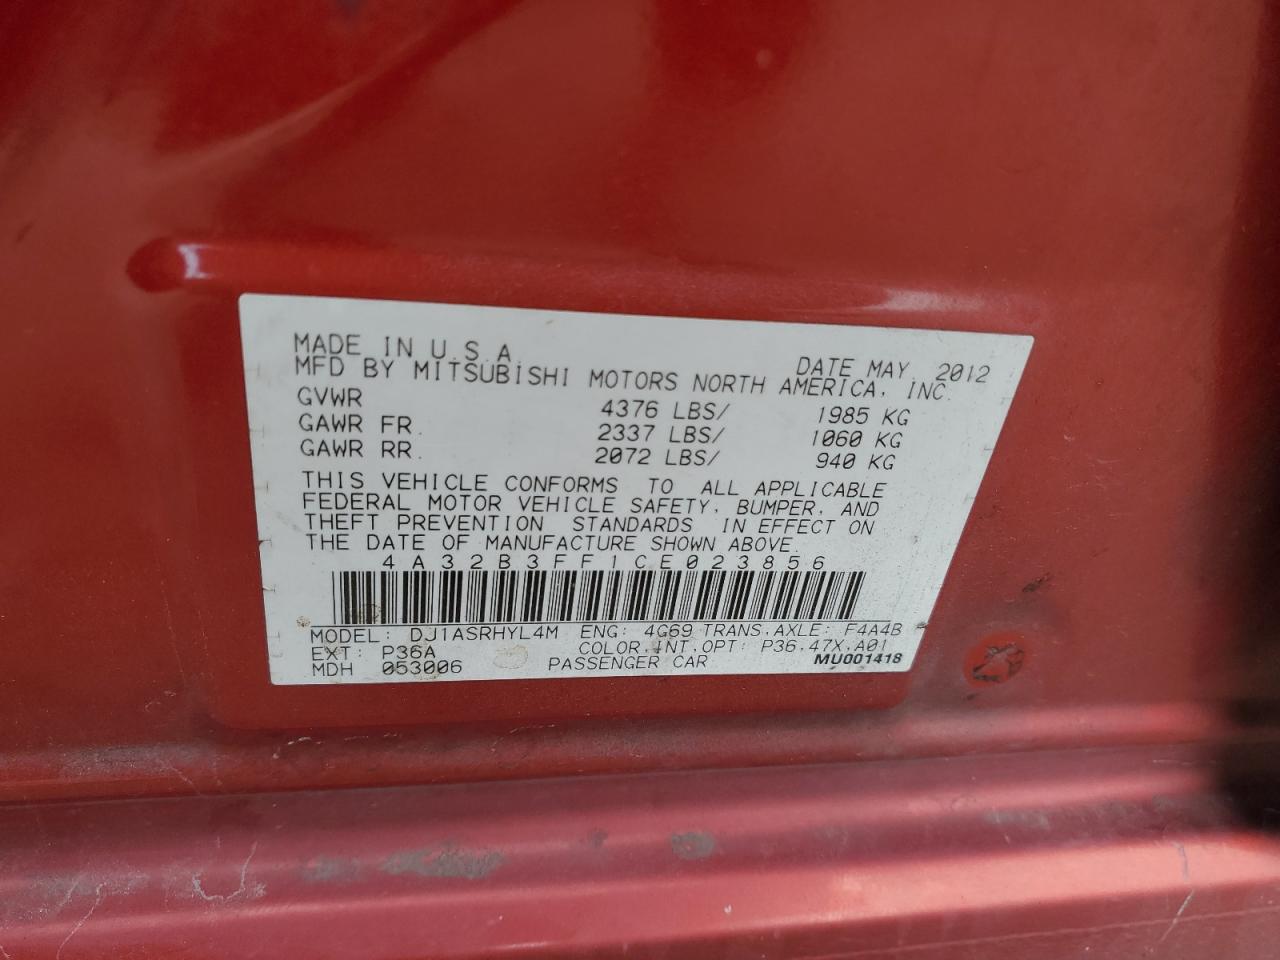 MADE IN U.S.A. DATE MAY, 2012
MFD BY MITSUBISHI MOTORS NORTH AMERICA, INC.
GVWR 4376 LBS/ 1985 KG
GAWR FR. 2337 LBS/ 1060 KG
GAWR RR. 2072 LBS/ 940 KG
THIS VEHICLE CONFORMS TO ALL APPLICABLE
FEDERAL MOTOR VEHICLE SAFETY, BUMPER, AND
THEFT PREVENTION STANDARDS IN EFFECT ON
THE DATE OF MANUFACTURE SHOWN ABOVE.
4A32B3FF1CE023856
MODEL: DJ1ASRHYL4M ENG: 4G69 TRANS,AXLE: F4A4B
EXT: P36A COLOR,INT,OPT: P36,47X,A01
MDH 053006 PASSENGER CAR MU001418